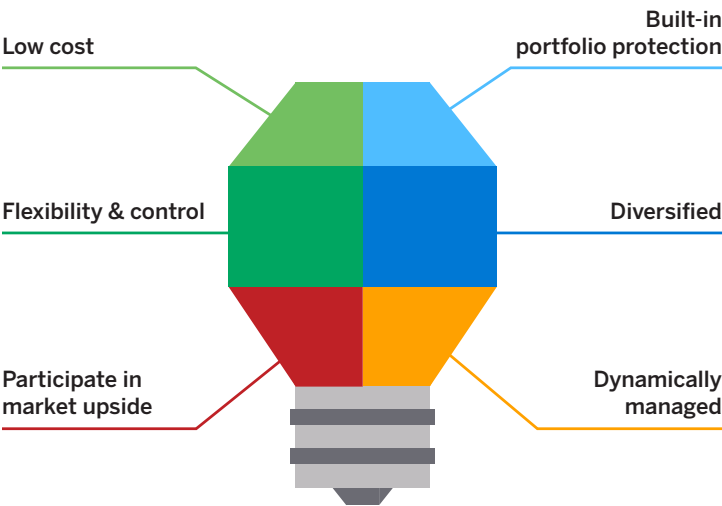 Low cost
Built-in
portfolio protection
Flexibility & control
Diversified
Participate in
market upside
Dynamically
managed